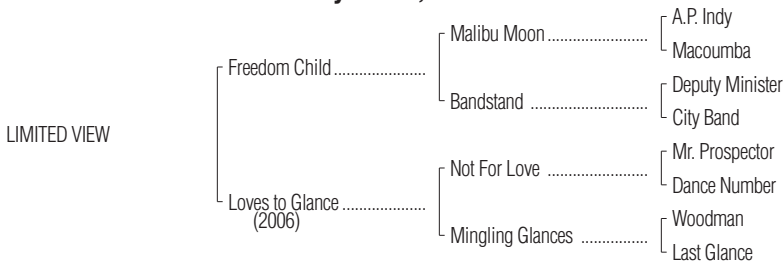 A.P. Indy
Malibu Moon
Macoumba
Freedom Child
Deputy Minister
Bandstand
City Band
LIMITED VIEW
Mr. Prospector
Not For Love
Dance Number
Loves to Glance
(2006)
Woodman
Mingling Glances
Last Glance